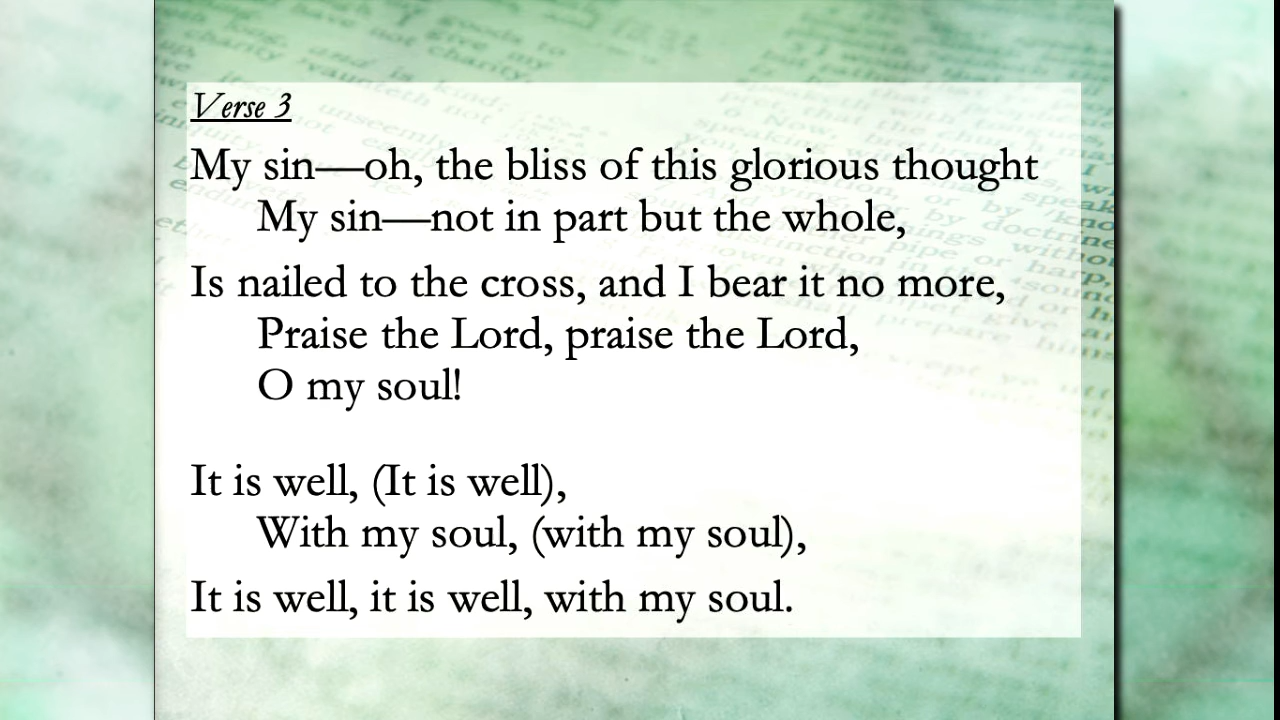 Verse 3
My sin—oh, the bliss of this glorious thought
My sin—not in part but the whole,
Is nailed to the cross, and I bear it no more,
Praise the Lord, praise the Lord,
O my soul!
It is well, (It is well),
With my soul, (with my soul),
It is well, it is well, with my soul.